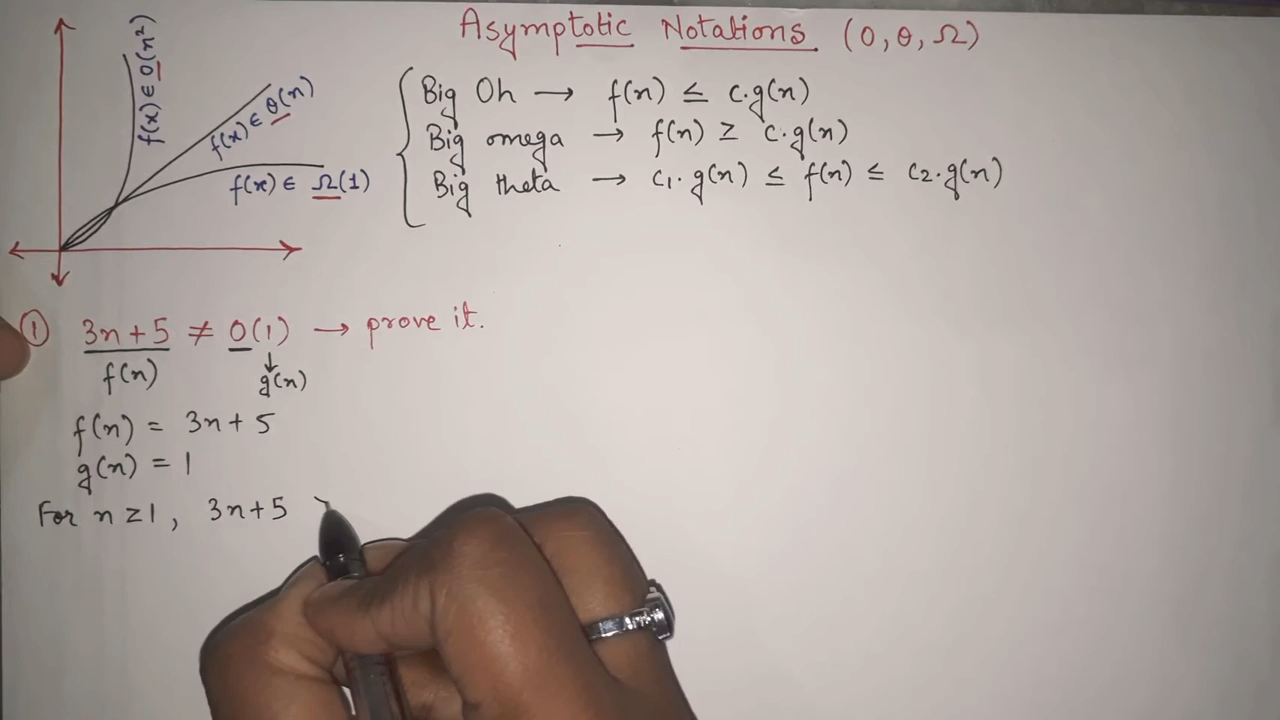 Asymptotic Notations (O, θ, Ω)
f(x) ∈ O(n²)
f(x) ∈ θ(n)
f(x) ∈ Ω(1)
Big Oh → f(n) ≤ c.g(n)
Big omega → f(n) ≥ c.g(n)
Big theta → c₁.g(n) ≤ f(n) ≤ c₂.g(n)
① 3n + 5 ≠ O(1) → prove it.
f(n) ↓ g(n)
f(n) = 3n + 5
g(n) = 1
For n ≥ 1, 3n+5